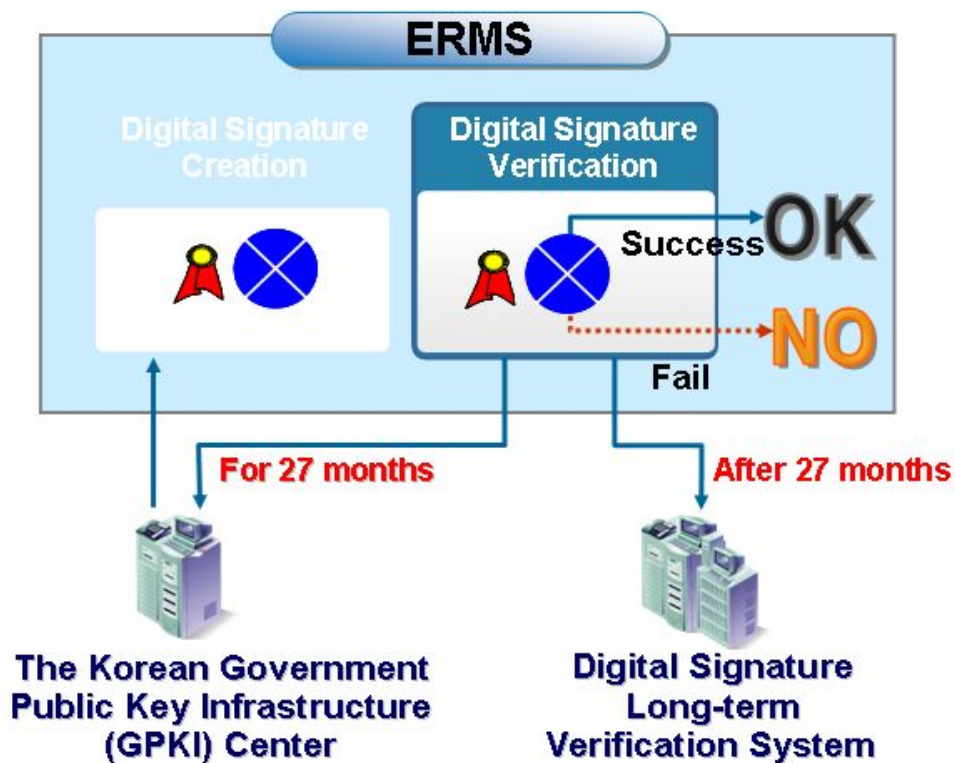 ERMS
Digital Signature
Creation
Digital Signature
Verification
Success
OK
NO
Fail
For 27 months
After 27 months
The Korean Government
Public Key Infrastructure
(GPKI) Center
Digital Signature
Long-term
Verification System